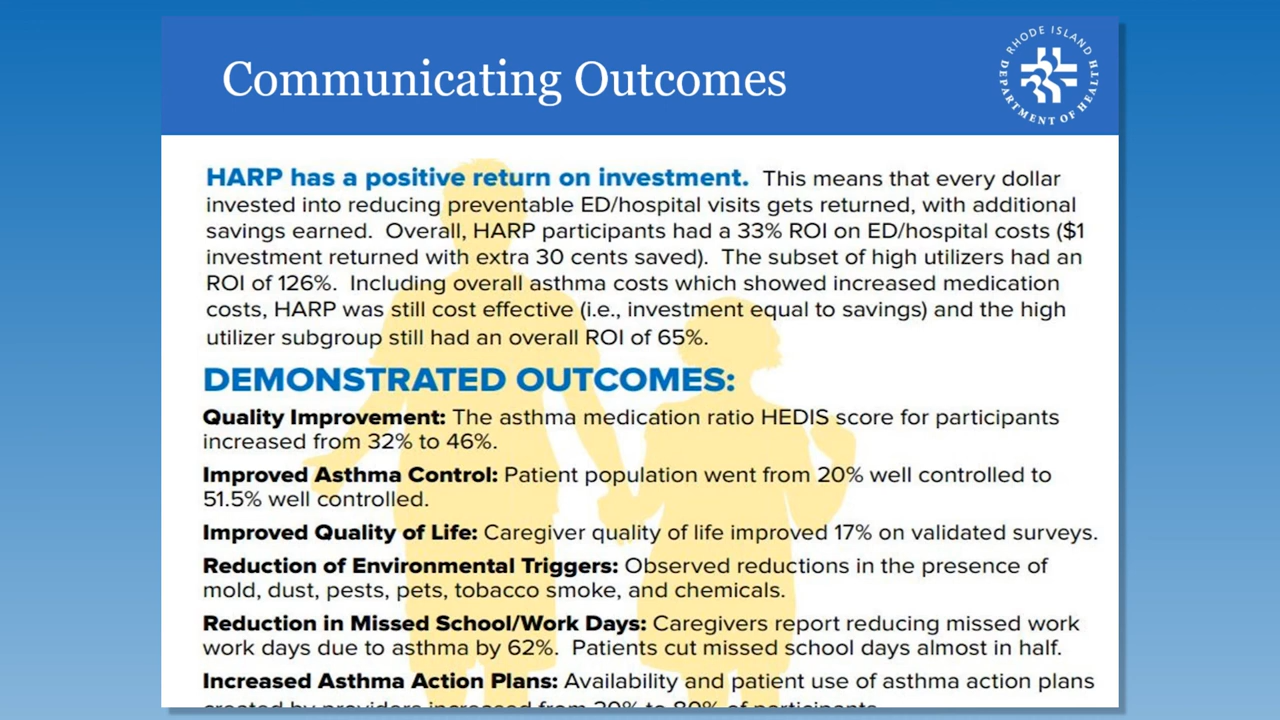 Communicating Outcomes
RHODE ISLAND
DEPARTMENT OF HEALTH
HARP has a positive return on investment. This means that every dollar
invested into reducing preventable ED/hospital visits gets returned, with additional
savings earned. Overall, HARP participants had a 33% ROI on ED/hospital costs ($1
investment returned with extra 30 cents saved). The subset of high utilizers had an
ROI of 126%. Including overall asthma costs which showed increased medication
costs, HARP was still cost effective (i.e., investment equal to savings) and the high
utilizer subgroup still had an overall ROI of 65%.
DEMONSTRATED OUTCOMES:
Quality Improvement: The asthma medication ratio HEDIS score for participants
increased from 32% to 46%.
Improved Asthma Control: Patient population went from 20% well controlled to
51.5% well controlled.
Improved Quality of Life: Caregiver quality of life improved 17% on validated surveys.
Reduction of Environmental Triggers: Observed reductions in the presence of
mold, dust, pests, pets, tobacco smoke, and chemicals.
Reduction in Missed School/Work Days: Caregivers report reducing missed work
work days due to asthma by 62%. Patients cut missed school days almost in half.
Increased Asthma Action Plans: Availability and patient use of asthma action plans
created by providers increased from 20% to 80% of participants.